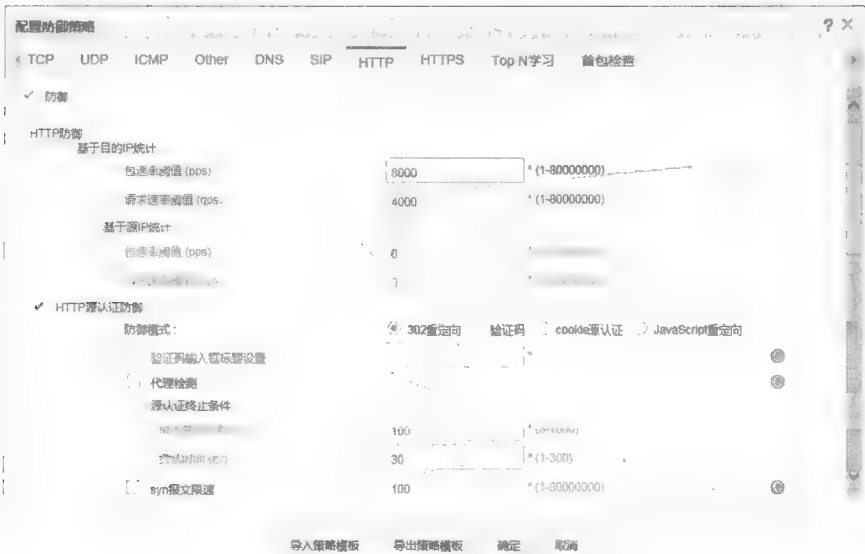 配置防御策略 ? ×
TCP UDP ICMP Other DNS SIP HTTP HTTPS Top N学习 首包检查
防御
HTTP防御
基于目的IP统计
包速率阈值 (pps) 8000 * (1-80000000)
请求速率阈值 (qps) 4000 * (1-80000000)
基于源IP统计
包速率阈值 (pps) 0 *
*
HTTP源认证防御
防御模式: 302重定向 验证码 cookie源认证 JavaScript重定向
验证码输入框标题设置 *
代理检测
源认证终止条件
100
30 * (1-300)
syn报文限速 100 * (1-80000000)
导入策略模板 导出策略模板 确定 取消